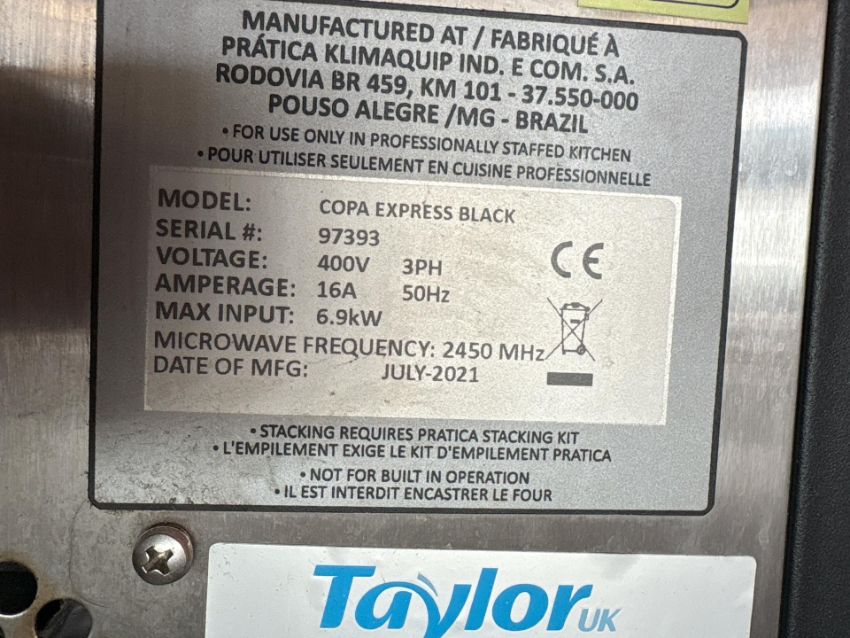 MANUFACTURED AT / FABRIQUÉ À
PRÁTICA KLIMAQUIP IND. E COM. S.A.
RODOVIA BR 459, KM 101 - 37.550-000
POUSO ALEGRE /MG - BRAZIL
• FOR USE ONLY IN PROFESSIONALLY STAFFED KITCHEN
• POUR UTILISER SEULEMENT EN CUISINE PROFESSIONNELLE
MODEL: COPA EXPRESS BLACK
SERIAL #: 97393
VOLTAGE: 400V 3PH
AMPERAGE: 16A 50Hz
MAX INPUT: 6.9kW
MICROWAVE FREQUENCY: 2450 MHz
DATE OF MFG: JULY-2021
CE
• STACKING REQUIRES PRATICA STACKING KIT
• L'EMPILEMENT EXIGE LE KIT D'EMPILEMENT PRATICA
• NOT FOR BUILT IN OPERATION
• IL EST INTERDIT ENCASTRER LE FOUR
Taylor UK